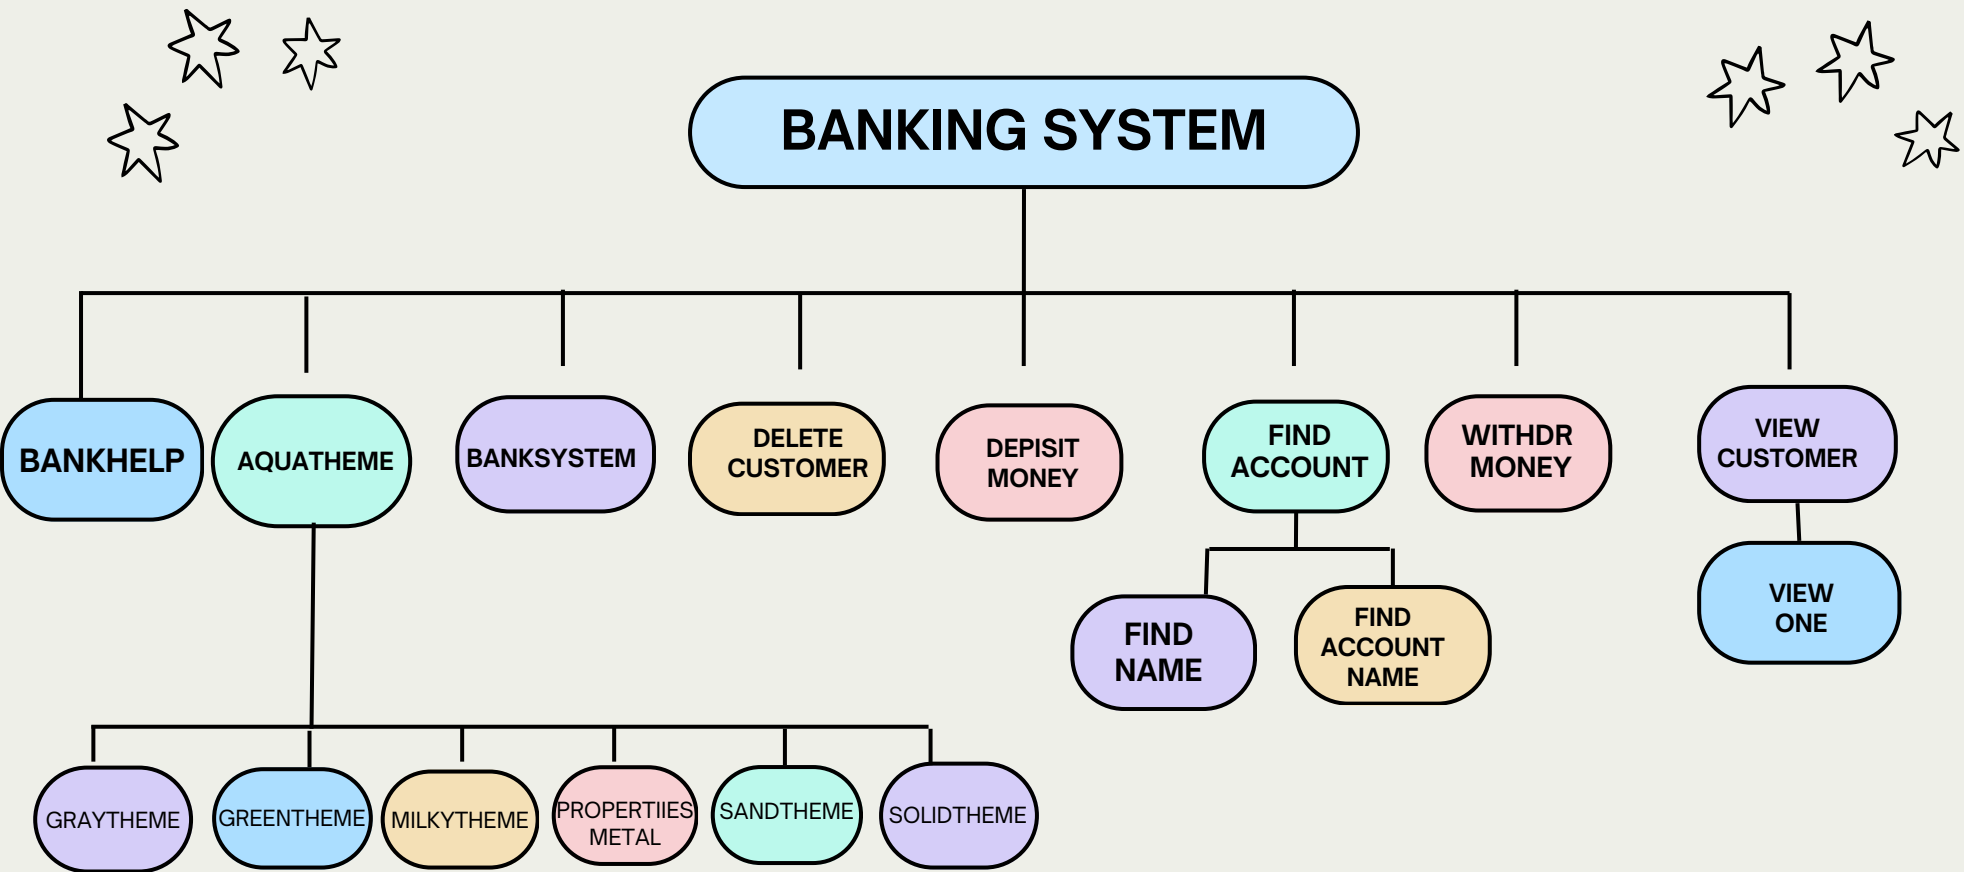 BANKING SYSTEM
BANKHELP
AQUATHEME
BANKSYSTEM
DELETE
CUSTOMER
DEPISIT
MONEY
FIND
ACCOUNT
WITHDR
MONEY
VIEW
CUSTOMER
FIND
NAME
FIND
ACCOUNT
NAME
VIEW
ONE
GRAYTHEME
GREENTHEME
MILKYTHEME
PROPERTIIES
METAL
SANDTHEME
SOLIDTHEME